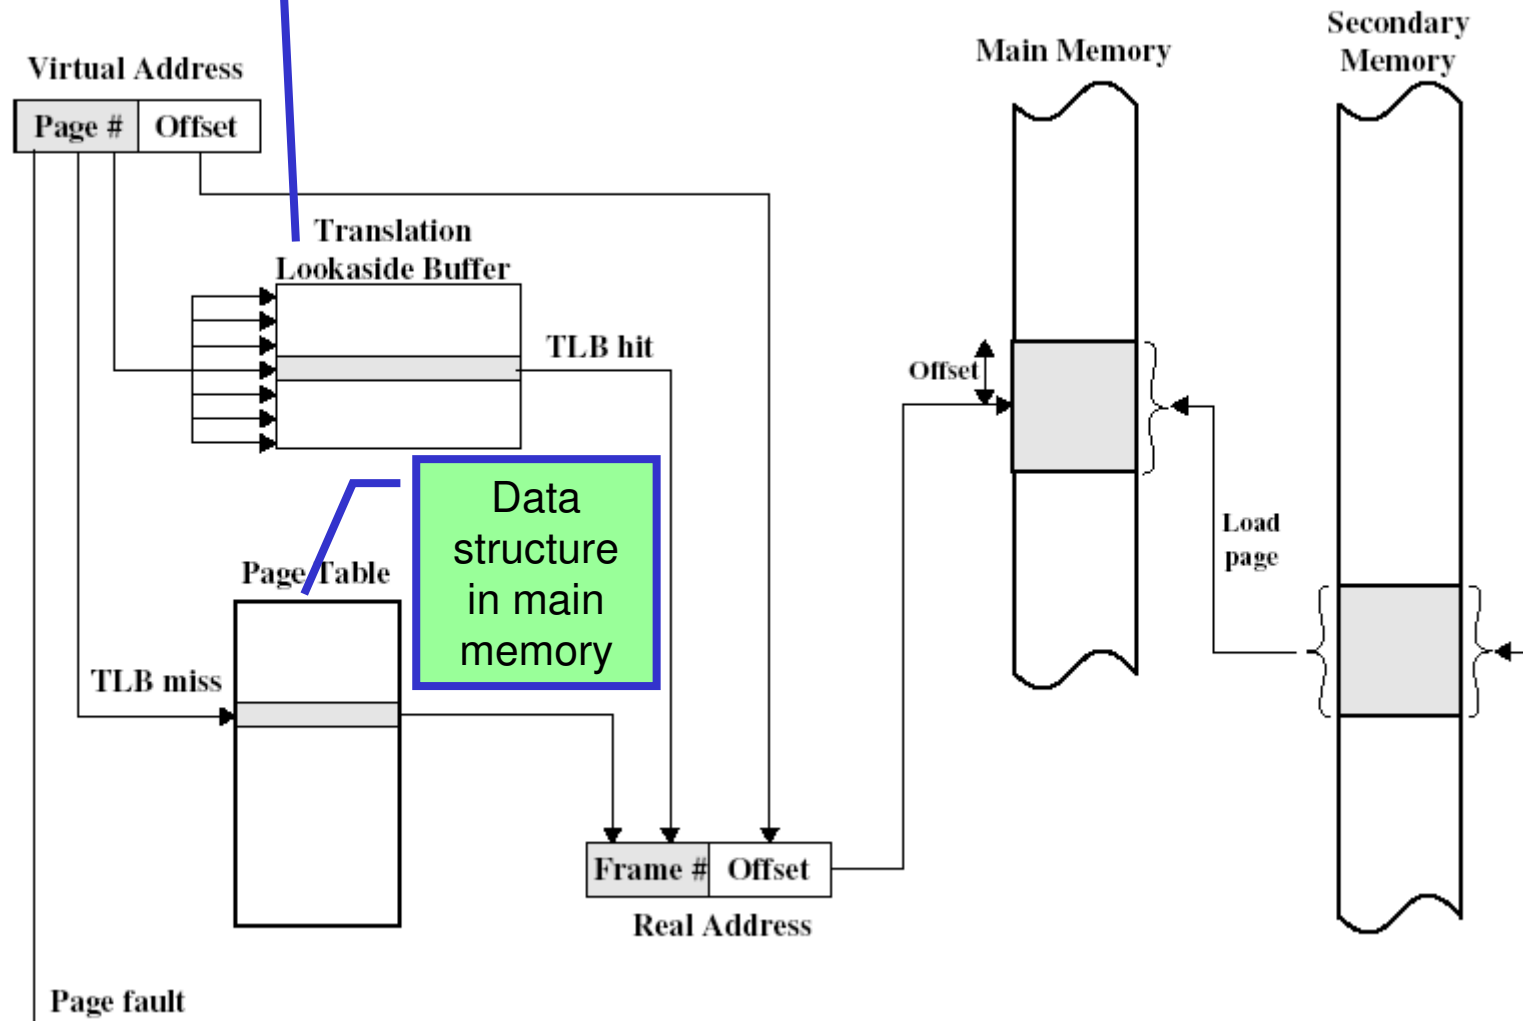 Virtual Address
Page #
Offset
Translation
Lookaside Buffer
TLB hit
Data
structure
in main
memory
Page Table
TLB miss
Frame #
Offset
Real Address
Page fault
Main Memory
Offset
Load
page
Secondary
Memory